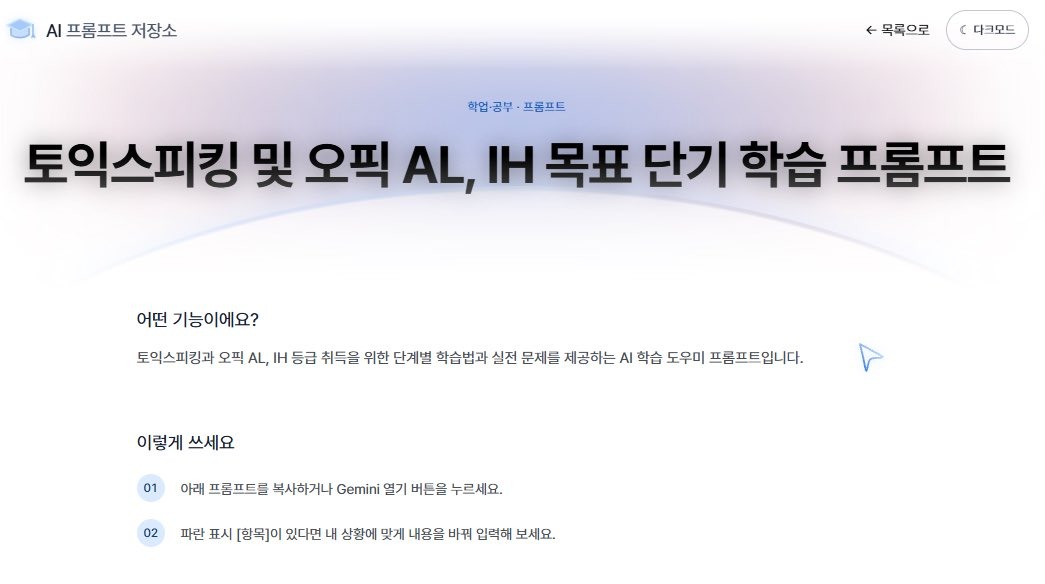 AI 프롬프트 저장소
← 목록으로
☾ 다크모드
학업·공부 · 프롬프트
토익스피킹 및 오픽 AL, IH 목표 단기 학습 프롬프트
어떤 기능이에요?
토익스피킹과 오픽 AL, IH 등급 취득을 위한 단계별 학습법과 실전 문제를 제공하는 AI 학습 도우미 프롬프트입니다.
이렇게 쓰세요
01 아래 프롬프트를 복사하거나 Gemini 열기 버튼을 누르세요.
02 파란 표시 [항목]이 있다면 내 상황에 맞게 내용을 바꿔 입력해 보세요.